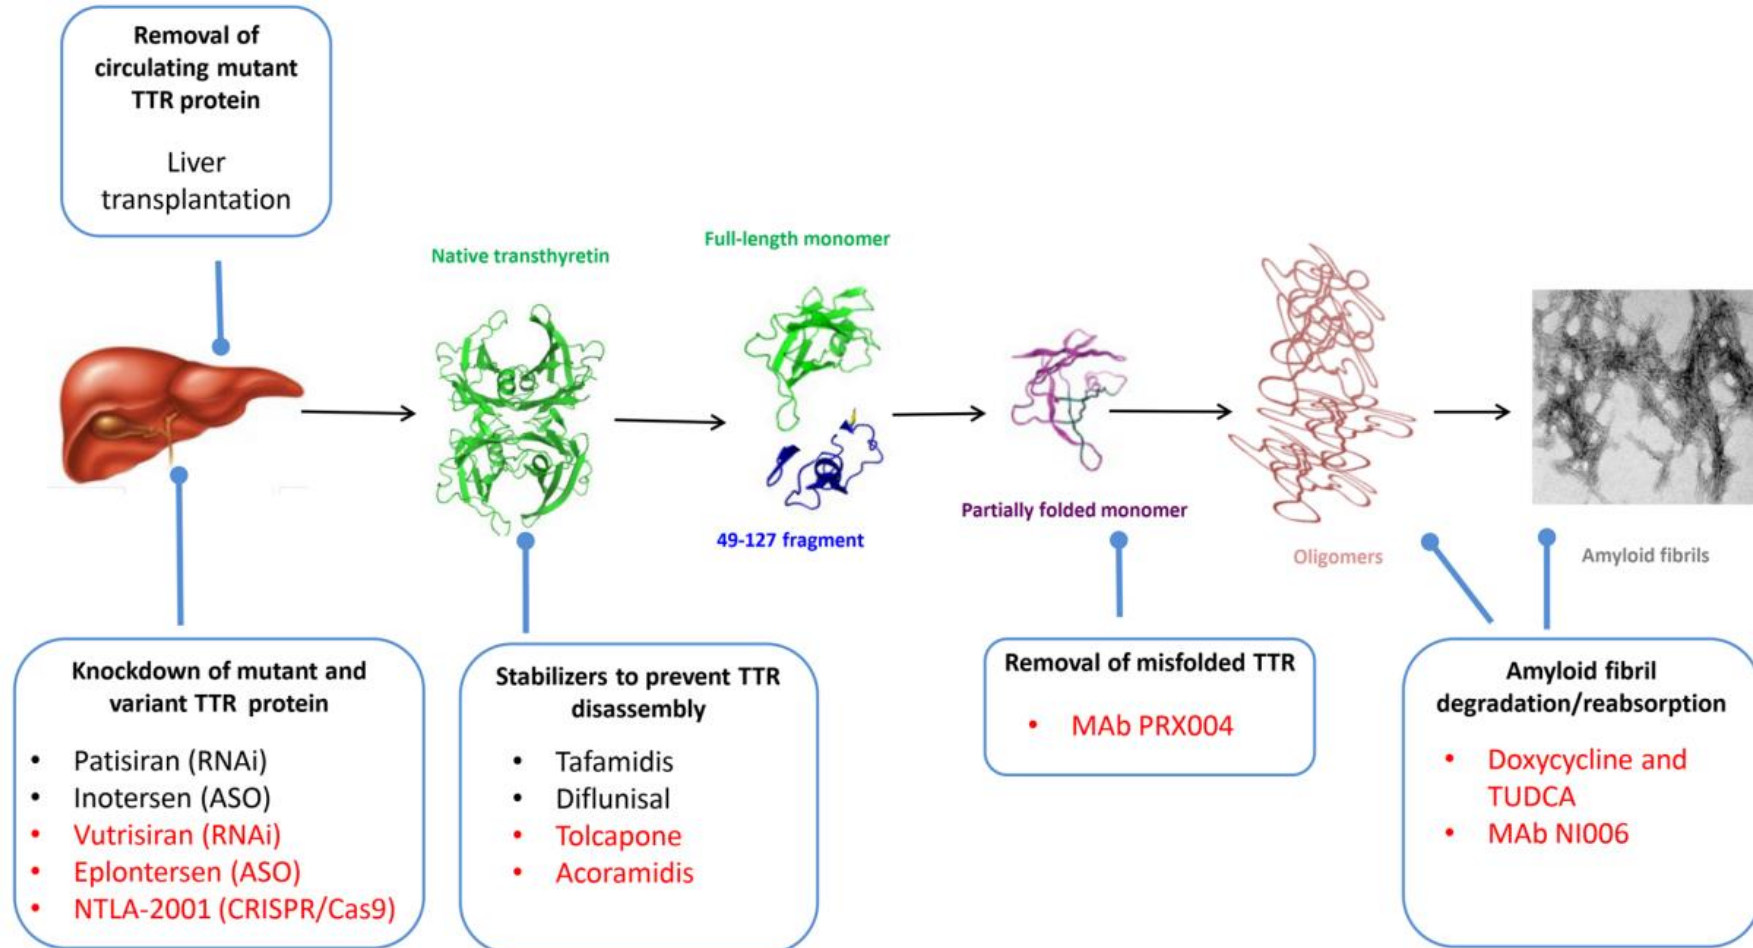 Removal of
circulating mutant
TTR protein
Liver
transplantation
Native transthyretin
Full-length monomer
49-127 fragment
Partially folded monomer
Oligomers
Amyloid fibrils
Knockdown of mutant and
variant TTR protein
• Patisiran (RNAi)
• Inotersen (ASO)
• Vutrisiran (RNAi)
• Eplontersen (ASO)
• NTLA-2001 (CRISPR/Cas9)
Stabilizers to prevent TTR
disassembly
• Tafamidis
• Diflunisal
• Tolcapone
• Acoramidis
Removal of misfolded TTR
• MAb PRX004
Amyloid fibril
degradation/reabsorption
• Doxycycline and
TUDCA
• MAb NI006